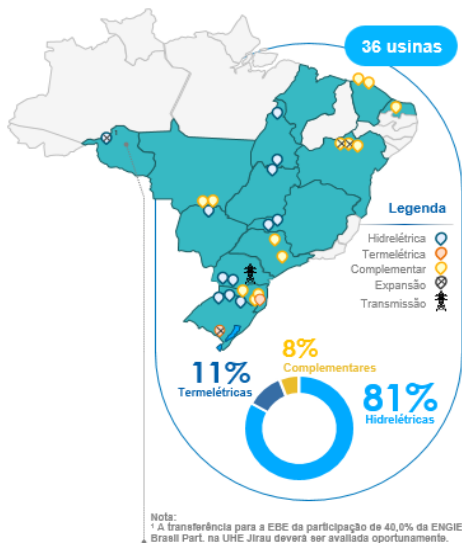 36 usinas
1
Legenda
Hidrelétrica
Termelétrica
Complementar
Expansão
Transmissão
8%
Complementares
11%
Termelétricas
81%
Hidrelétricas
Nota:
¹ A transferência para a EBE da participação de 40,0% da ENGIE
Brasil Part. na UHE Jirau deverá ser avaliada oportunamente.